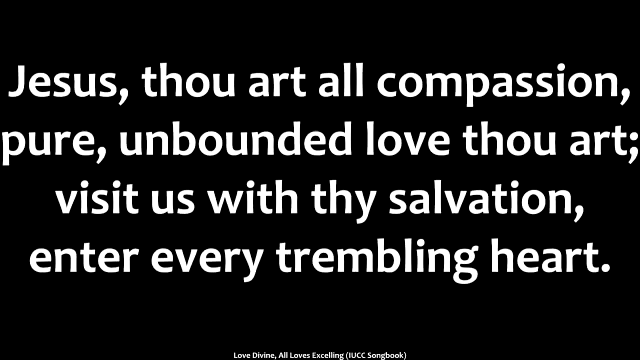 Jesus, thou art all compassion,
pure, unbounded love thou art;
visit us with thy salvation,
enter every trembling heart.
Love Divine, All Loves Excelling (IUCC Songbook)